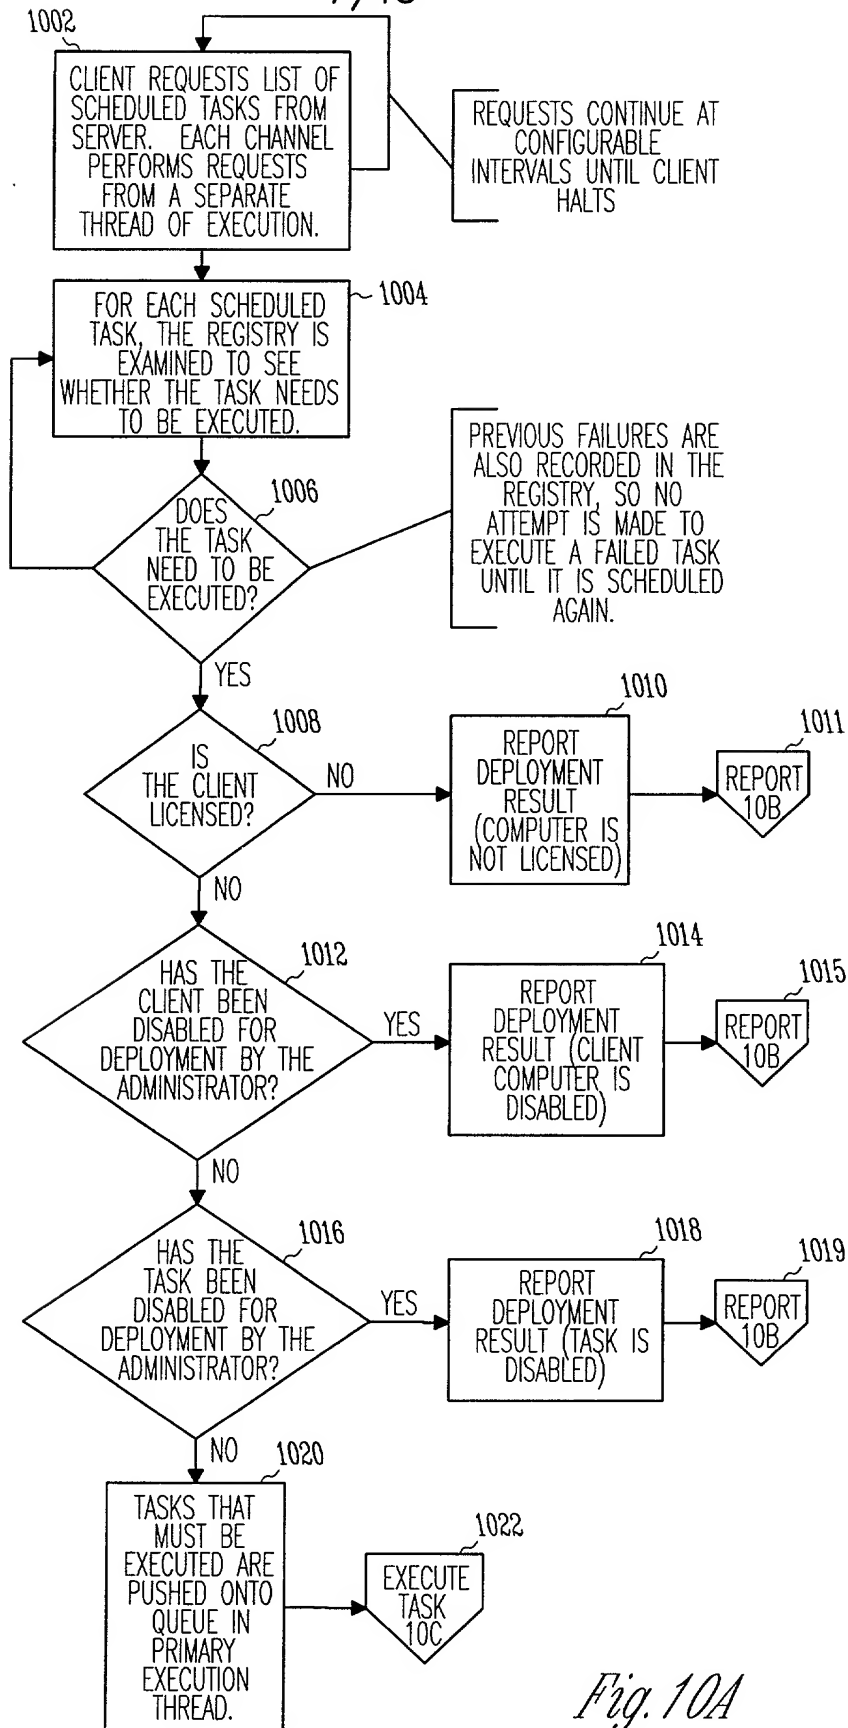 1002
CLIENT REQUESTS LIST OF
SCHEDULED TASKS FROM
SERVER. EACH CHANNEL
PERFORMS REQUESTS
FROM A SEPARATE
THREAD OF EXECUTION.
REQUESTS CONTINUE AT
CONFIGURABLE
INTERVALS UNTIL CLIENT
HALTS
1004
FOR EACH SCHEDULED
TASK, THE REGISTRY IS
EXAMINED TO SEE
WHETHER THE TASK NEEDS
TO BE EXECUTED.
1006
DOES
THE TASK
NEED TO BE
EXECUTED?
PREVIOUS FAILURES ARE
ALSO RECORDED IN THE
REGISTRY, SO NO
ATTEMPT IS MADE TO
EXECUTE A FAILED TASK
UNTIL IT IS SCHEDULED
AGAIN.
YES
1008
IS
THE CLIENT
LICENSED?
NO
1010
REPORT
DEPLOYMENT
RESULT
(COMPUTER IS
NOT LICENSED)
1011
REPORT
10B
NO
1012
HAS THE
CLIENT BEEN
DISABLED FOR
DEPLOYMENT BY THE
ADMINISTRATOR?
YES
1014
REPORT
DEPLOYMENT
RESULT (CLIENT
COMPUTER IS
DISABLED)
1015
REPORT
10B
NO
1016
HAS THE
TASK BEEN
DISABLED FOR
DEPLOYMENT BY THE
ADMINISTRATOR?
YES
1018
REPORT
DEPLOYMENT
RESULT (TASK IS
DISABLED)
1019
REPORT
10B
NO
1020
TASKS THAT
MUST BE
EXECUTED ARE
PUSHED ONTO
QUEUE IN
PRIMARY
EXECUTION
THREAD.
1022
EXECUTE
TASK
10C
Fig. 10A